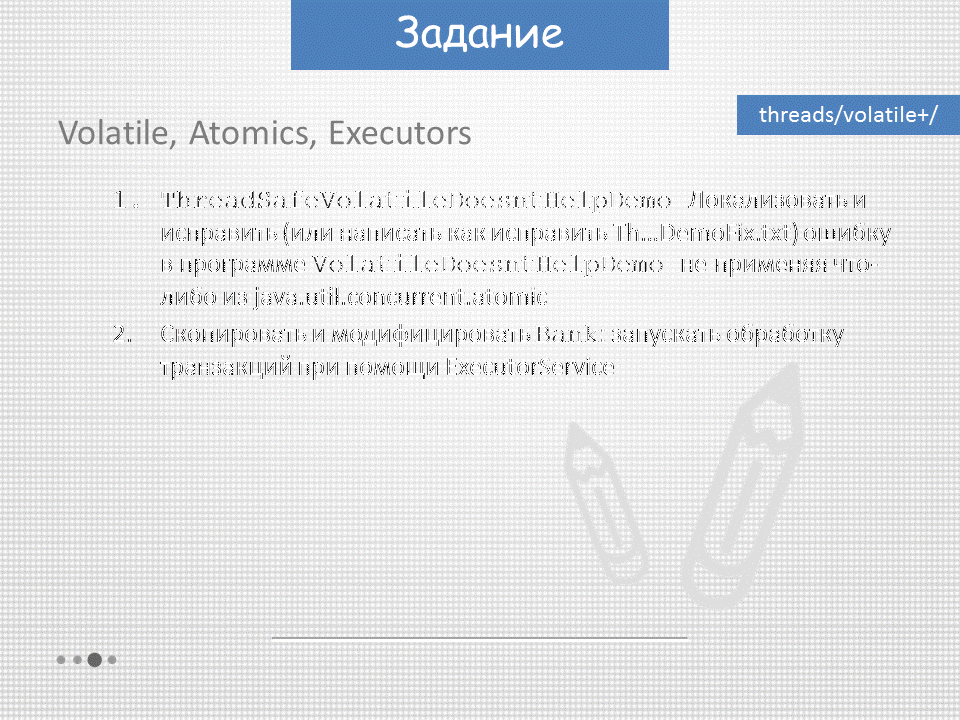 Задание
threads/volatile+/
Volatile, Atomics, Executors
1. ThreadSafeVolatileDoesntHelpDemo Локализовать и
исправить (или написать как исправить Th...DemoFix.txt) ошибку
в программе VolatileDoesntHelpDemo не применяя что-
либо из java.util.concurrent.atomic
2. Скопировать и модифицировать Bank: запускать обработку
транзакций при помощи ExecutorService